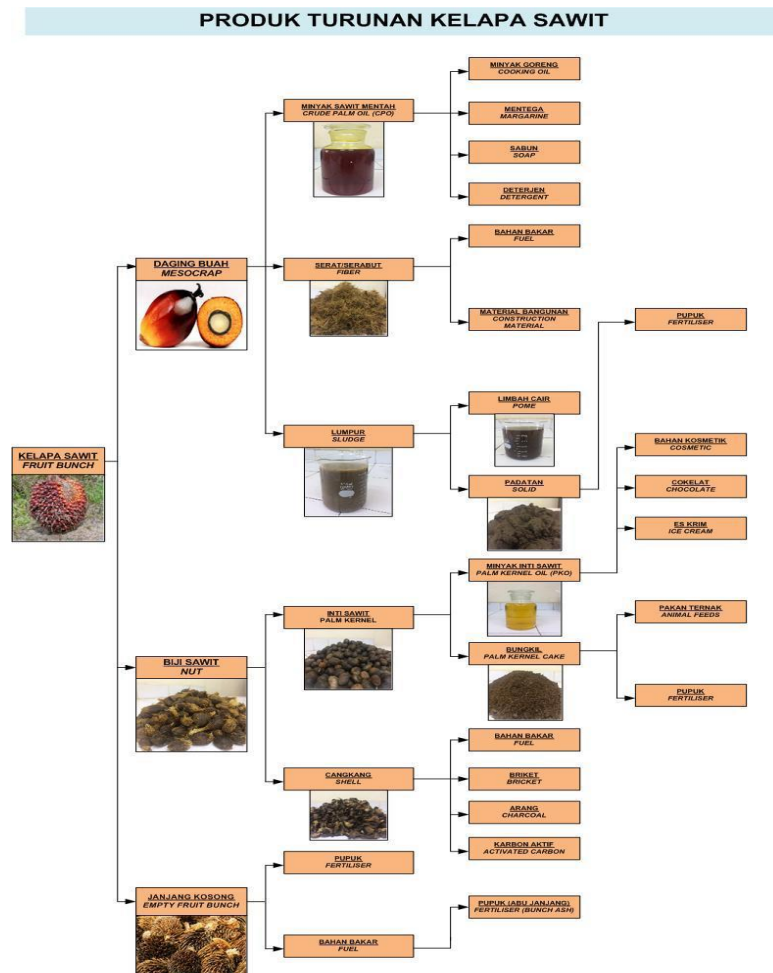 PRODUK TURUNAN KELAPA SAWIT
MINYAK GORENG
COOKING OIL
MINYAK SAWIT MENTAH
CRUDE PALM OIL (CPO)
MENTEGA
MARGARINE
SABUN
SOAP
DETERJEN
DETERGENT
BAHAN BAKAR
FUEL
DAGING BUAH
MESOCRAP
SERAT/SERABUT
FIBER
MATERIAL BANGUNAN
CONSTRUCTION
MATERIAL
PUPUK
FERTILISER
LIMBAH CAIR
POME
LUMPUR
SLUDGE
BAHAN KOSMETIK
COSMETIC
KELAPA SAWIT
FRUIT BUNCH
PADATAN
SOLID
COKELAT
CHOCOLATE
ES KRIM
ICE CREAM
MINYAK INTI SAWIT
PALM KERNEL OIL (PKO)
INTI SAWIT
PALM KERNEL
PAKAN TERNAK
ANIMAL FEEDS
BUNGKIL
PALM KERNEL CAKE
BIJI SAWIT
NUT
PUPUK
FERTILISER
BAHAN BAKAR
FUEL
CANGKANG
SHELL
BRIKET
BRICKET
ARANG
CHARCOAL
KARBON AKTIF
ACTIVATED CARBON
PUPUK
FERTILISER
JANJANG KOSONG
EMPTY FRUIT BUNCH
PUPUK (ABU JANJANG)
FERTILISER (BUNCH ASH)
BAHAN BAKAR
FUEL